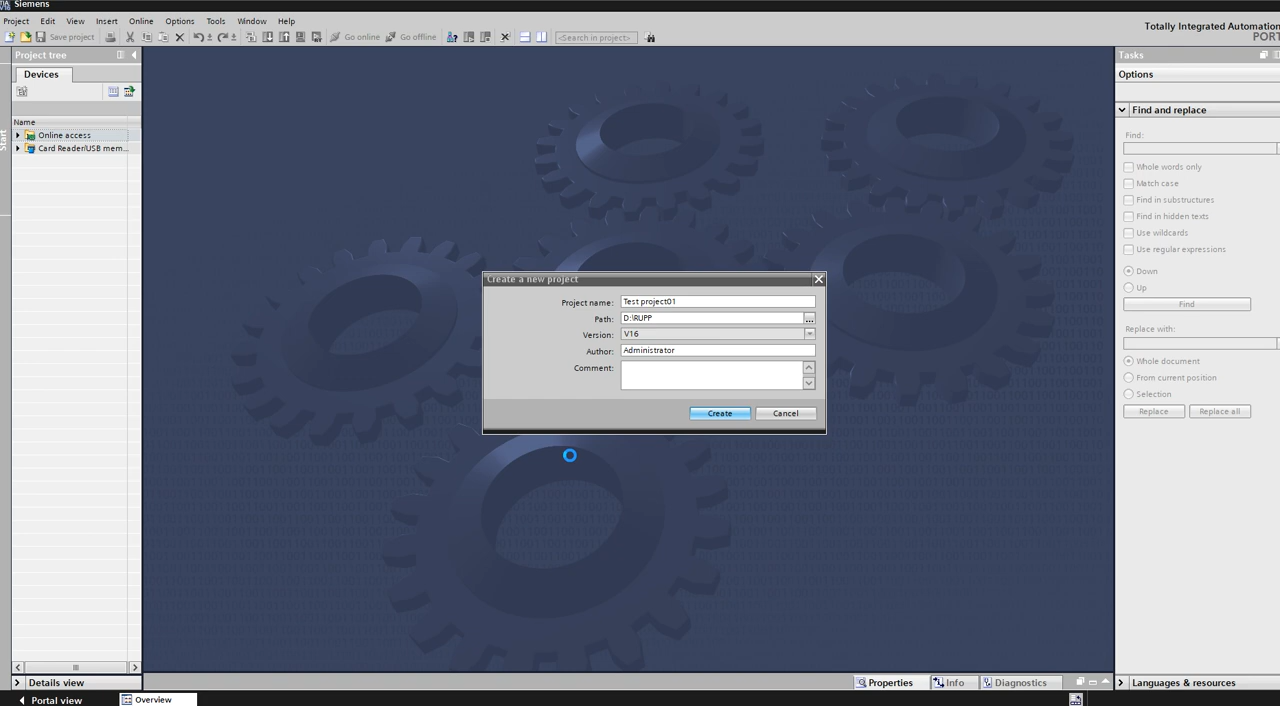 Siemens
Project Edit View Insert Online Options Tools Window Help
Save project
Go online
Go offline
<Search in project>
Totally Integrated Automation
PORT
Project tree
Devices
Name
Online access
Card Reader/USB mem...
Start
Create a new project
Project name: Test project01
Path: D:\RUPP
...
Version: V16
Author: Administrator
Comment:
Create
Cancel
Tasks
Options
Find and replace
Find:
Whole words only
Match case
Find in substructures
Find in hidden texts
Use wildcards
Use regular expressions
Down
Up
Find
Replace with:
Whole document
From current position
Selection
Replace
Replace all
Languages & resources
Details view
Properties
Info
Diagnostics
Portal view
Overview